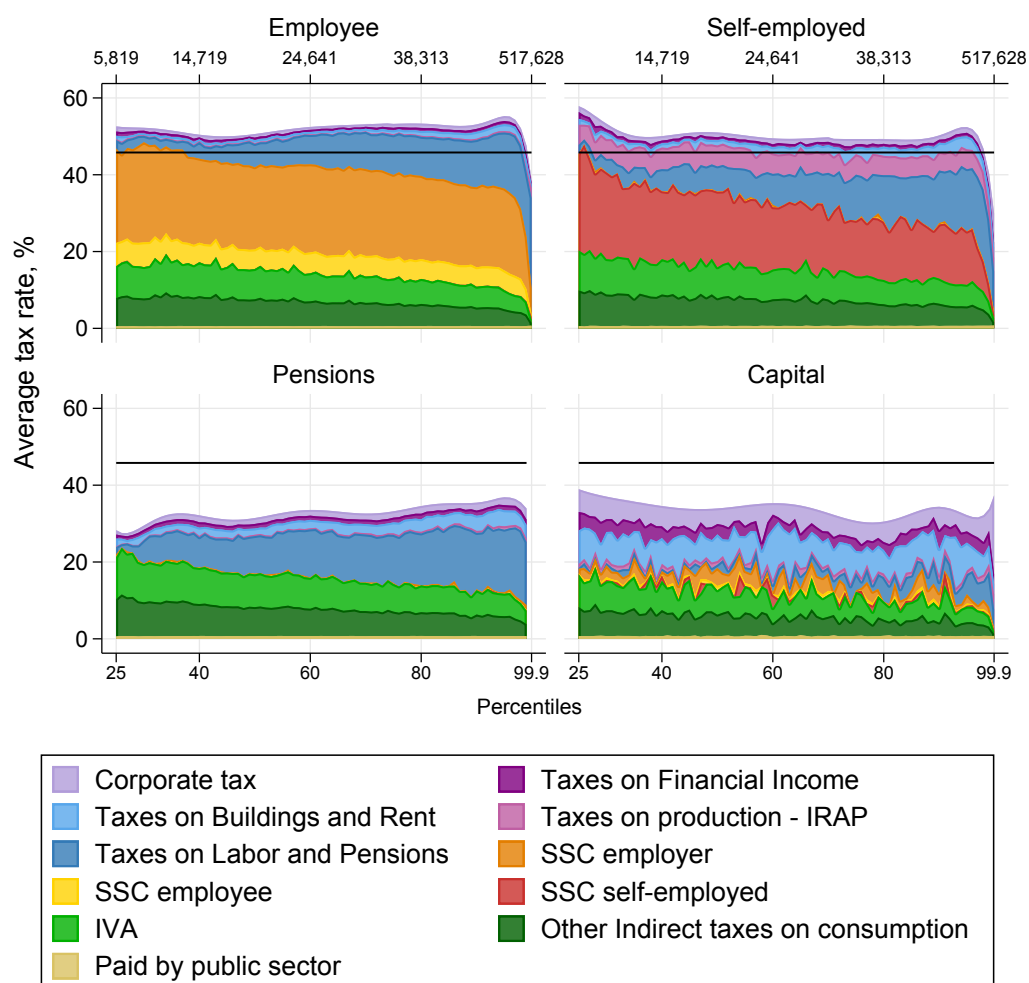 Employee
Self-employed
5,819 14,719 24,641 38,313 517,628
14,719 24,641 38,313 517,628
Average tax rate, %
60
40
20
0
Pensions
Capital
60
40
20
0
25 40 60 80 99.9
25 40 60 80 99.9
Percentiles
Corporate tax
Taxes on Financial Income
Taxes on Buildings and Rent
Taxes on production - IRAP
Taxes on Labor and Pensions
SSC employer
SSC employee
SSC self-employed
IVA
Other Indirect taxes on consumption
Paid by public sector